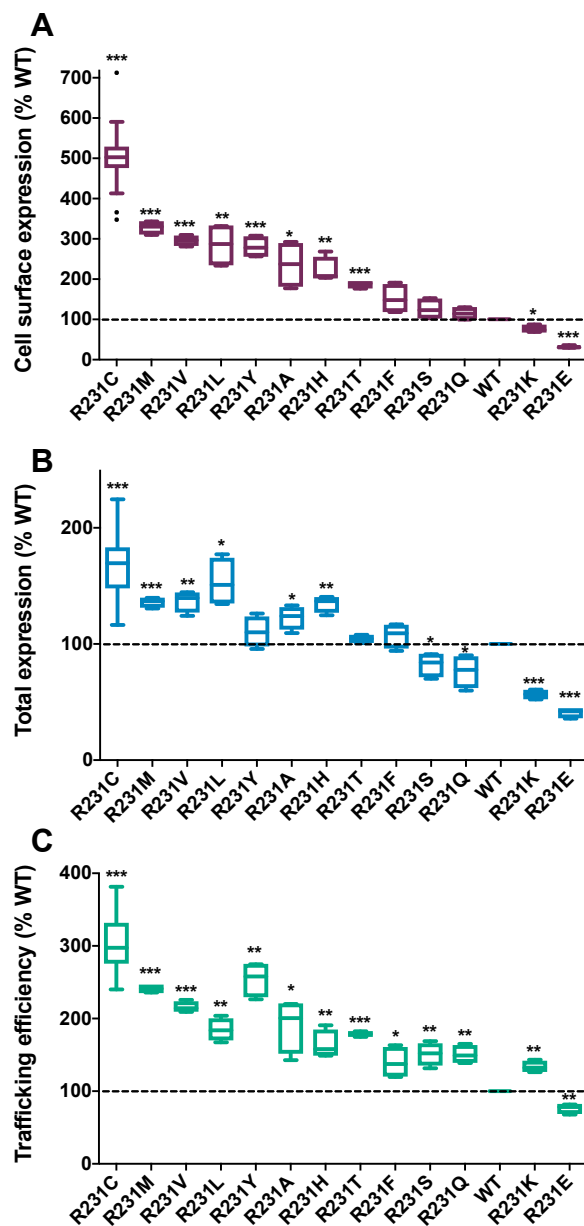 A
Cell surface expression (% WT)
700
600
500
400
300
200
100
0
***
***
***
**
***
*
**
***
*
***
R231C
R231M
R231V
R231L
R231Y
R231A
R231H
R231T
R231F
R231S
R231Q
WT
R231K
R231E
B
Total expression (% WT)
200
100
0
***
***
**
*
*
**
*
*
***
***
R231C
R231M
R231V
R231L
R231Y
R231A
R231H
R231T
R231F
R231S
R231Q
WT
R231K
R231E
C
Trafficking efficiency (% WT)
400
300
200
100
0
***
***
***
**
**
*
**
***
*
**
**
**
**
R231C
R231M
R231V
R231L
R231Y
R231A
R231H
R231T
R231F
R231S
R231Q
WT
R231K
R231E